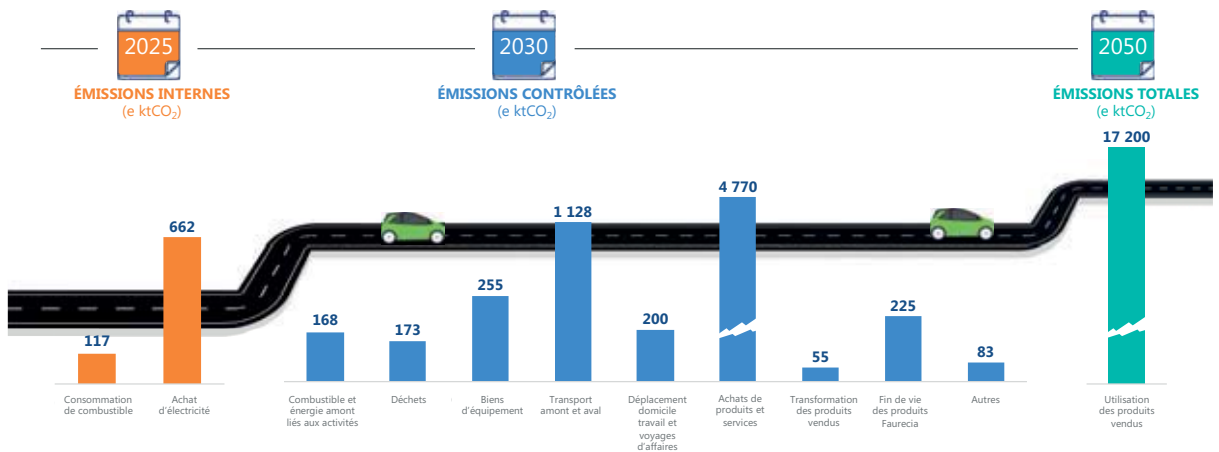 2025
ÉMISSIONS INTERNES
(e ktCO₂)
2030
ÉMISSIONS CONTRÔLÉES
(e ktCO₂)
2050
ÉMISSIONS TOTALES
(e ktCO₂)
117
662
168
173
255
1 128
200
4 770
55
225
83
17 200
Consommation
de combustible
Achat
d'électricité
Combustible et
énergie amont
liés aux activités
Déchets
Biens
d'équipement
Transport
amont et aval
Déplacement
domicile
travail et
voyages
d'affaires
Achats de
produits et
services
Transformation
des produits
vendus
Fin de vie
des produits
Faurecia
Autres
Utilisation
des produits
vendus